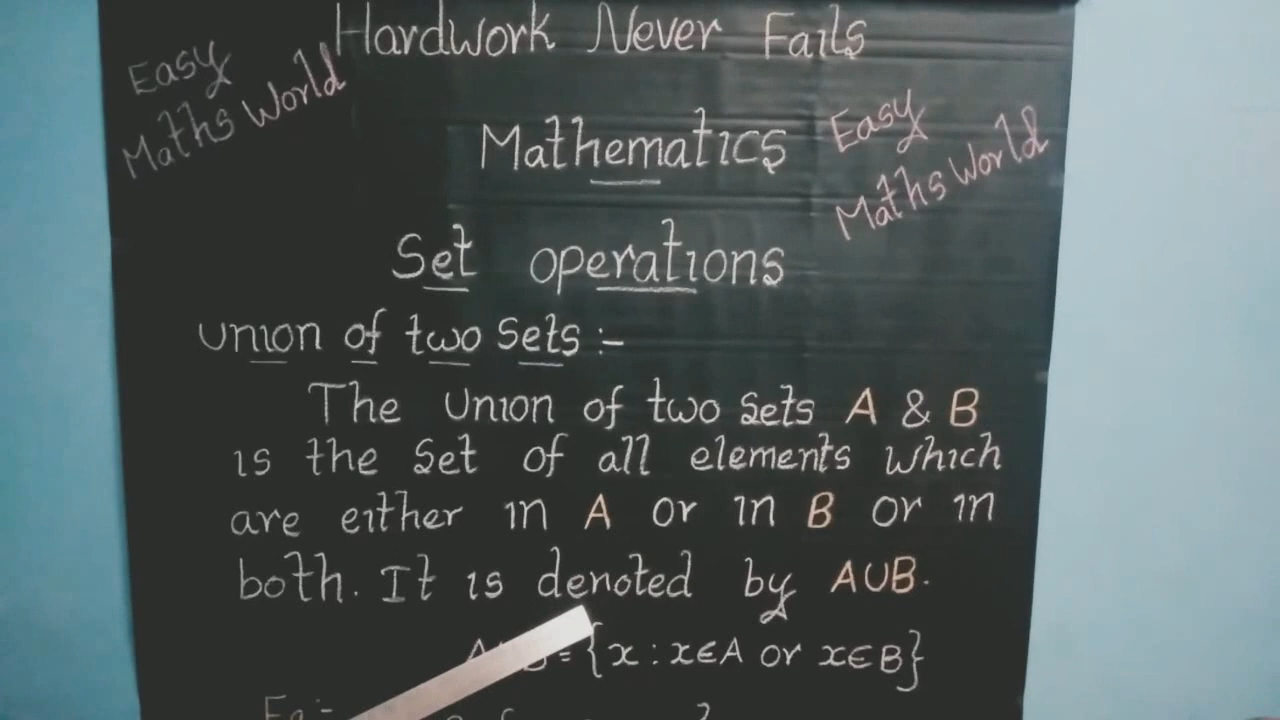 Hardwork Never Fails
Easy
Maths World
Mathematics
Easy
Maths World
Set operations
Union of two Sets :-
The Union of two Sets A & B
is the Set of all elements which
are either in A or in B or in
both. It is denoted by AUB.
= {x : x∈A or x∈B}
Eg:-